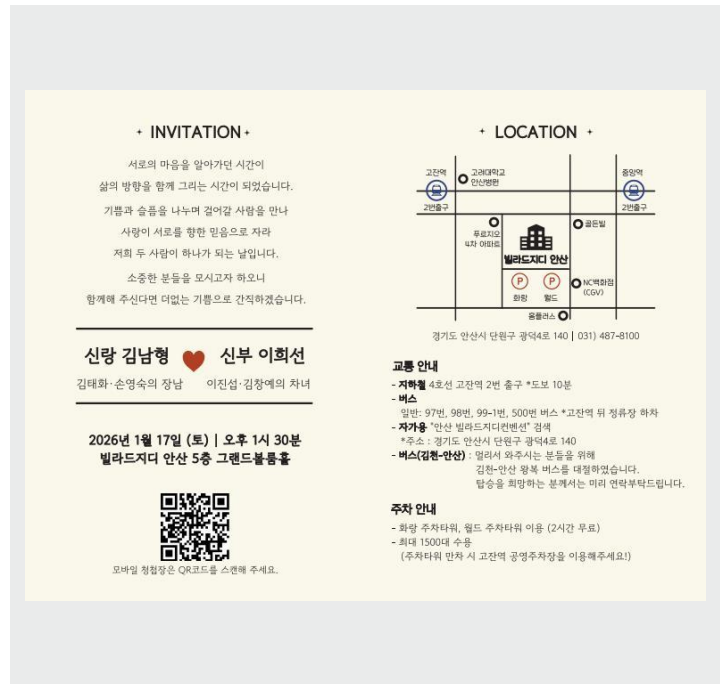 INVITATION
서로의 마음을 알아가던 시간이
삶의 방향을 함께 그리는 시간이 되었습니다.
기쁨과 슬픔을 나누며 걸어갈 사람을 만나
사랑이 서로를 향한 믿음으로 자라
저희 두 사람이 하나가 되는 날입니다.
소중한 분들을 모시고자 하오니
함께해 주신다면 더없는 기쁨으로 간직하겠습니다.
신랑 김남형 신부 이희선
김태화·손영숙의 장남 이진섭·김창예의 차녀
2026년 1월 17일 (토) | 오후 1시 30분
빌라드지디 안산 5층 그랜드볼룸홀
모바일 청첩장은 QR코드를 스캔해 주세요.
LOCATION
고잔역
2번출구
고려대학교
안산병원
중앙역
2번출구
푸르지오
4차 아파트
빌라드지디 안산
골든빌
P
화랑
P
월드
NC백화점
(CGV)
홈플러스
경기도 안산시 단원구 광덕4로 140 | 031) 487-8100
교통 안내
- 지하철 4호선 고잔역 2번 출구 *도보 10분
- 버스
일반: 97번, 98번, 99-1번, 500번 버스 *고잔역 뒤 정류장 하차
- 자가용 "안산 빌라드지디컨벤션" 검색
*주소 : 경기도 안산시 단원구 광덕4로 140
- 버스(김천-안산) : 멀리서 와주시는 분들을 위해
김천-안산 왕복 버스를 대절하였습니다.
탑승을 희망하는 분께서는 미리 연락부탁드립니다.
주차 안내
- 화랑 주차타워, 월드 주차타워 이용 (2시간 무료)
- 최대 1500대 수용
(주차타워 만차 시 고잔역 공영주차장을 이용해주세요!)